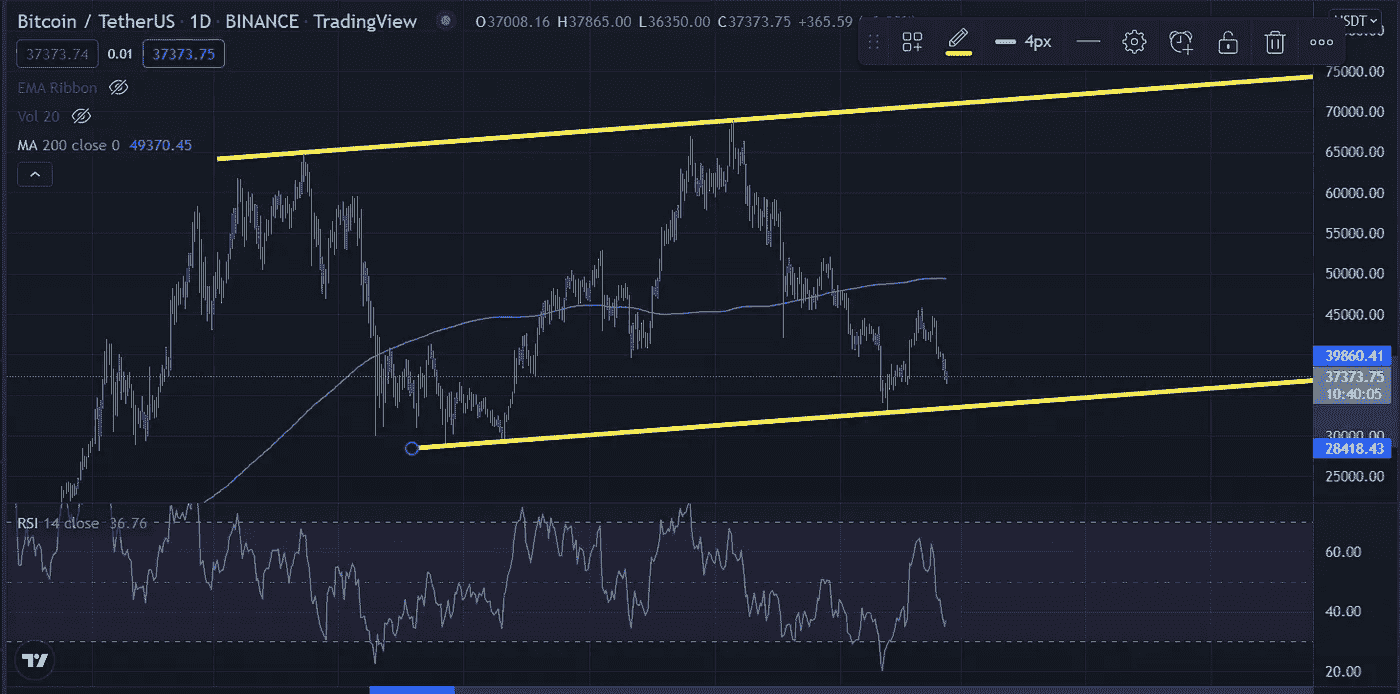 Bitcoin / TetherUS · 1D · BINANCE · TradingView O37008.16 H37865.00 L36350.00 C37373.75 +365.59
USDT
37373.74 0.01 37373.75
4px
EMA Ribbon
Vol 20
MA 200 close 0 49370.45
75000.00
70000.00
65000.00
60000.00
55000.00
50000.00
45000.00
39860.41
37373.75
10:40:05
30000.00
28418.43
25000.00
RSI 14 close 36.76
60.00
40.00
20.00